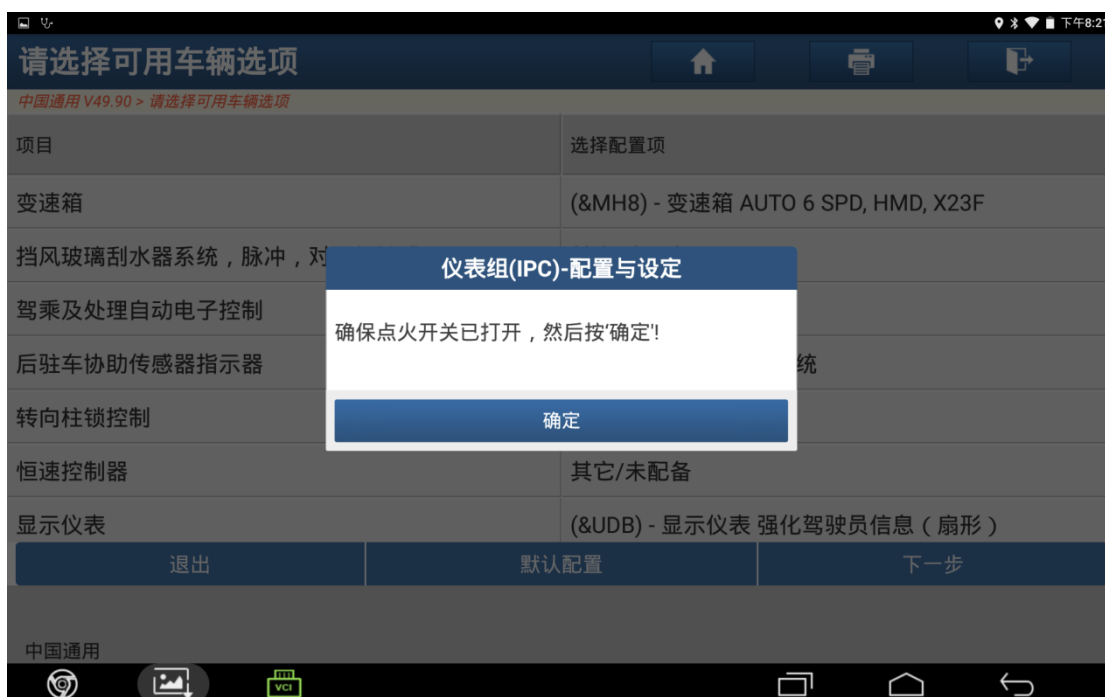 下午8:21
请选择可用车辆选项
中国通用 V49.90 > 请选择可用车辆选项
项目 选择配置项
变速箱 (&MH8) - 变速箱 AUTO 6 SPD, HMD, X23F
挡风玻璃刮水器系统，脉冲，对
仪表组(IPC)-配置与设定
驾乘及处理自动电子控制
确保点火开关已打开，然后按'确定'!
后驻车协助传感器指示器 统
转向柱锁控制
确定
恒速控制器 其它/未配备
显示仪表 (&UDB) - 显示仪表 强化驾驶员信息（扇形）
退出 默认配置 下一步
中国通用
VCI